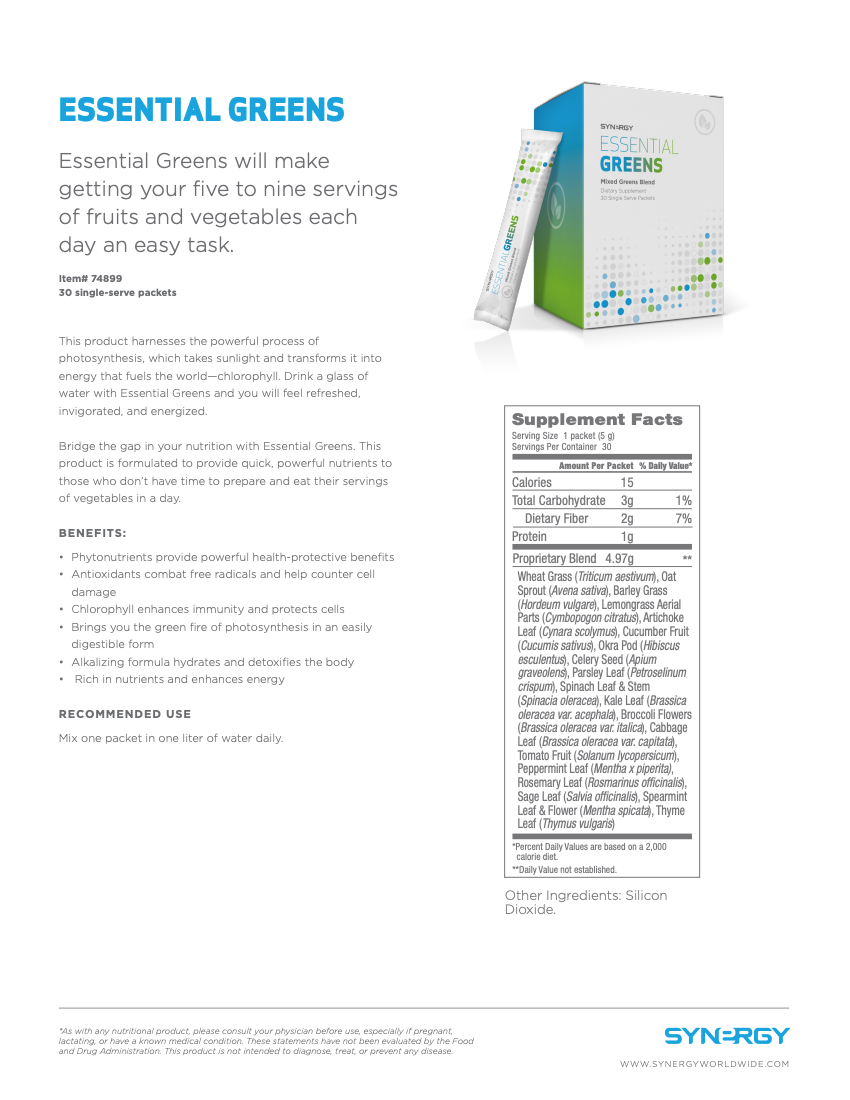 ESSENTIAL GREENS
Essential Greens will make
getting your five to nine servings
of fruits and vegetables each
day an easy task.
Item# 74899
30 single-serve packets
This product harnesses the powerful process of
photosynthesis, which takes sunlight and transforms it into
energy that fuels the world—chlorophyll. Drink a glass of
water with Essential Greens and you will feel refreshed,
invigorated, and energized.
Bridge the gap in your nutrition with Essential Greens. This
product is formulated to provide quick, powerful nutrients to
those who don't have time to prepare and eat their servings
of vegetables in a day.
BENEFITS:
• Phytonutrients provide powerful health-protective benefits
• Antioxidants combat free radicals and help counter cell
damage
• Chlorophyll enhances immunity and protects cells
• Brings you the green fire of photosynthesis in an easily
digestible form
• Alkalizing formula hydrates and detoxifies the body
• Rich in nutrients and enhances energy
RECOMMENDED USE
Mix one packet in one liter of water daily.
SYNERGY
ESSENTIAL
GREENS
Mixed Greens Blend
Dietary Supplement
30 Single Serve Packets
SYNERGY
ESSENTIALGREENS
Mixed Greens Blend
Supplement Facts
Serving Size 1 packet (5 g)
Servings Per Container 30
Amount Per Packet % Daily Value*
Calories 15
Total Carbohydrate 3g 1%
Dietary Fiber 2g 7%
Protein 1g
Proprietary Blend 4.97g **
Wheat Grass (Triticum aestivum), Oat
Sprout (Avena sativa), Barley Grass
(Hordeum vulgare), Lemongrass Aerial
Parts (Cymbopogon citratus), Artichoke
Leaf (Cynara scolymus), Cucumber Fruit
(Cucumis sativus), Okra Pod (Hibiscus
esculentus), Celery Seed (Apium
graveolens), Parsley Leaf (Petroselinum
crispum), Spinach Leaf & Stem
(Spinacia oleracea), Kale Leaf (Brassica
oleracea var. acephala), Broccoli Flowers
(Brassica oleracea var. italica), Cabbage
Leaf (Brassica oleracea var. capitata),
Tomato Fruit (Solanum lycopersicum),
Peppermint Leaf (Mentha x piperita),
Rosemary Leaf (Rosmarinus officinalis),
Sage Leaf (Salvia officinalis), Spearmint
Leaf & Flower (Mentha spicata), Thyme
Leaf (Thymus vulgaris)
*Percent Daily Values are based on a 2,000
calorie diet.
**Daily Value not established.
Other Ingredients: Silicon
Dioxide.
*As with any nutritional product, please consult your physician before use, especially if pregnant,
lactating, or have a known medical condition. These statements have not been evaluated by the Food
and Drug Administration. This product is not intended to diagnose, treat, or prevent any disease.
SYNERGY
WWW.SYNERGYWORLDWIDE.COM